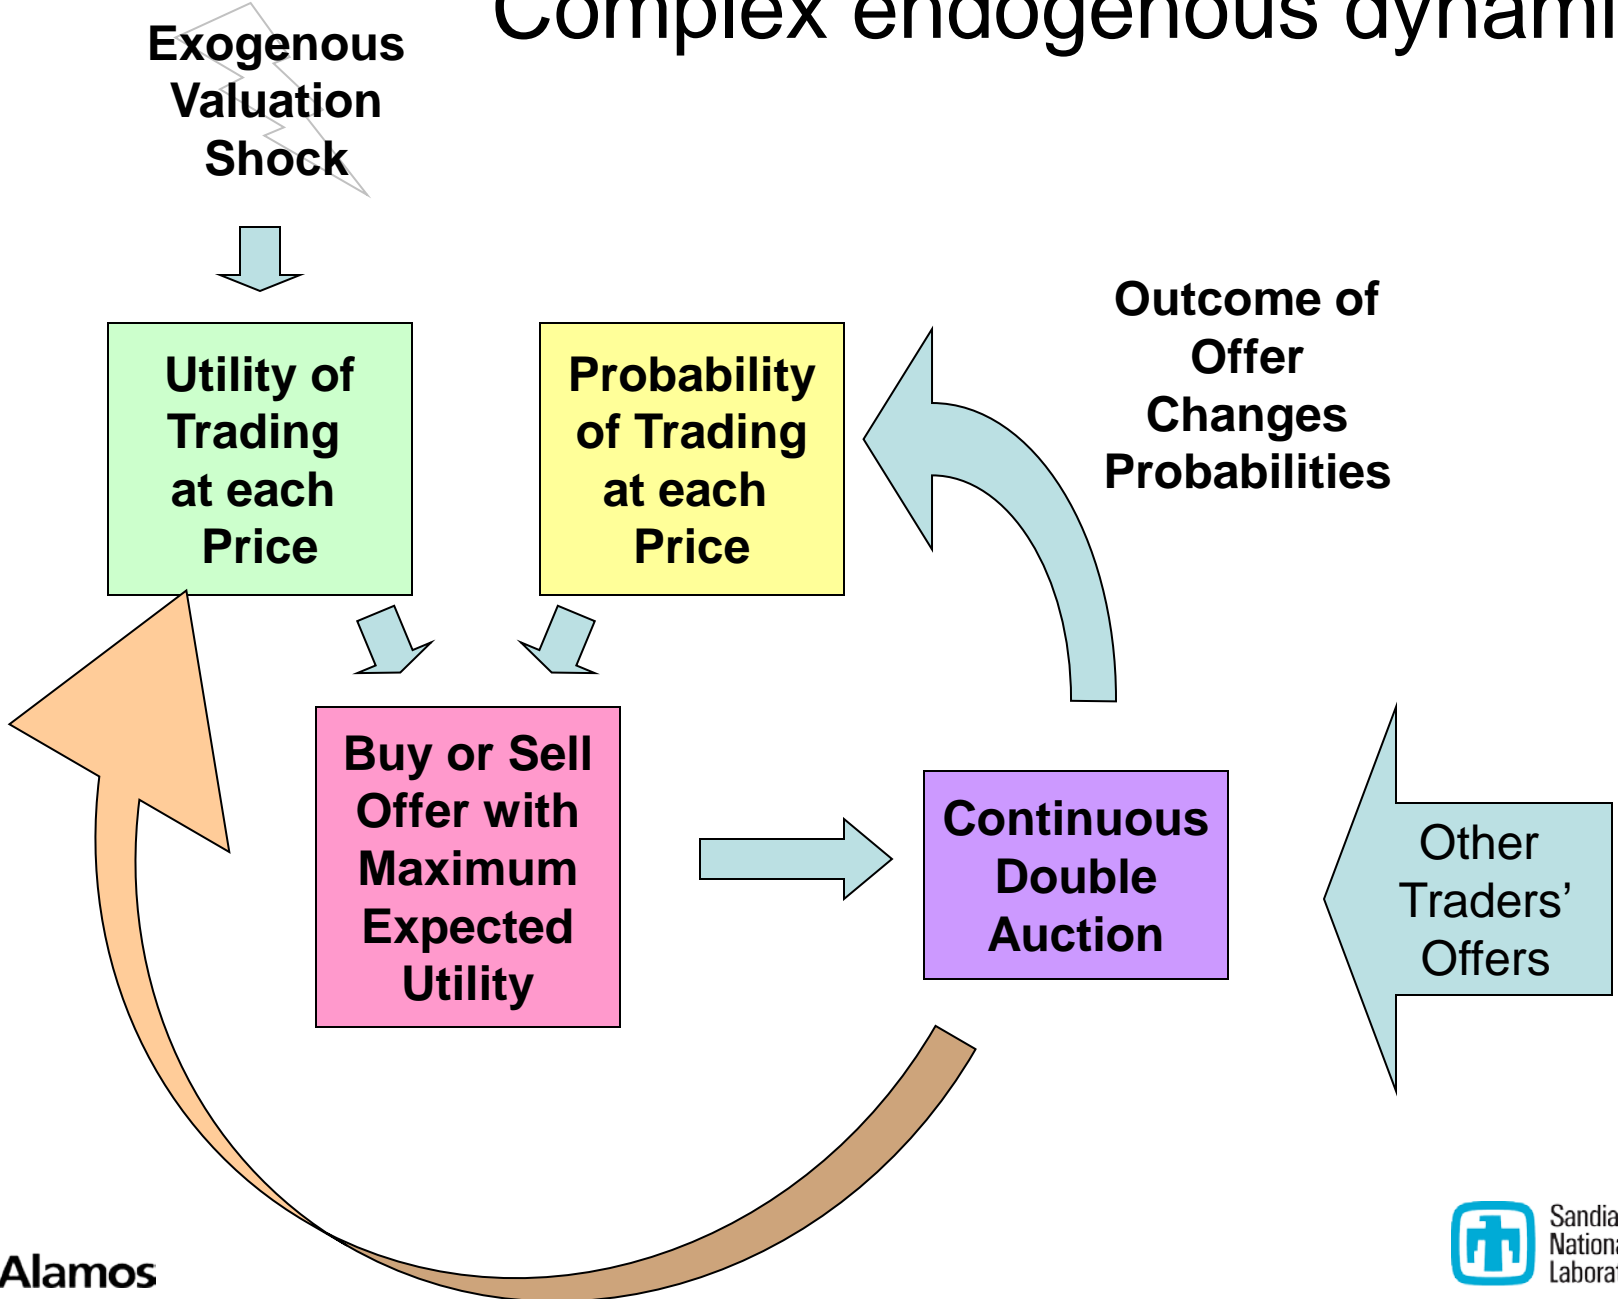 Complex endogenous dynami
Exogenous
Valuation
Shock
Utility of
Trading
at each
Price
Probability
of Trading
at each
Price
Outcome of
Offer
Changes
Probabilities
Buy or Sell
Offer with
Maximum
Expected
Utility
Continuous
Double
Auction
Other
Traders’
Offers
Alamos
Sandia
Nationa
Laborat